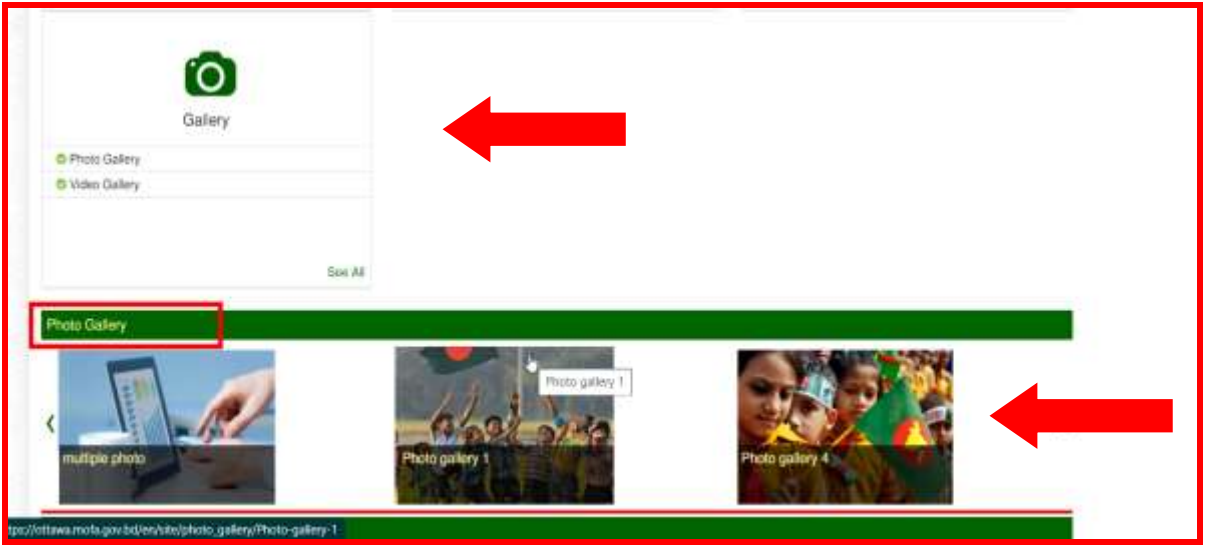 Gallery
Photo Gallery
Video Gallery
See All
Photo Gallery
Photo gallery 1
multiple photo
Photo gallery 1
Photo gallery 4
tps://ottawa.mofa.gov.bd/en/site/photo_gallery/Photo-gallery-1